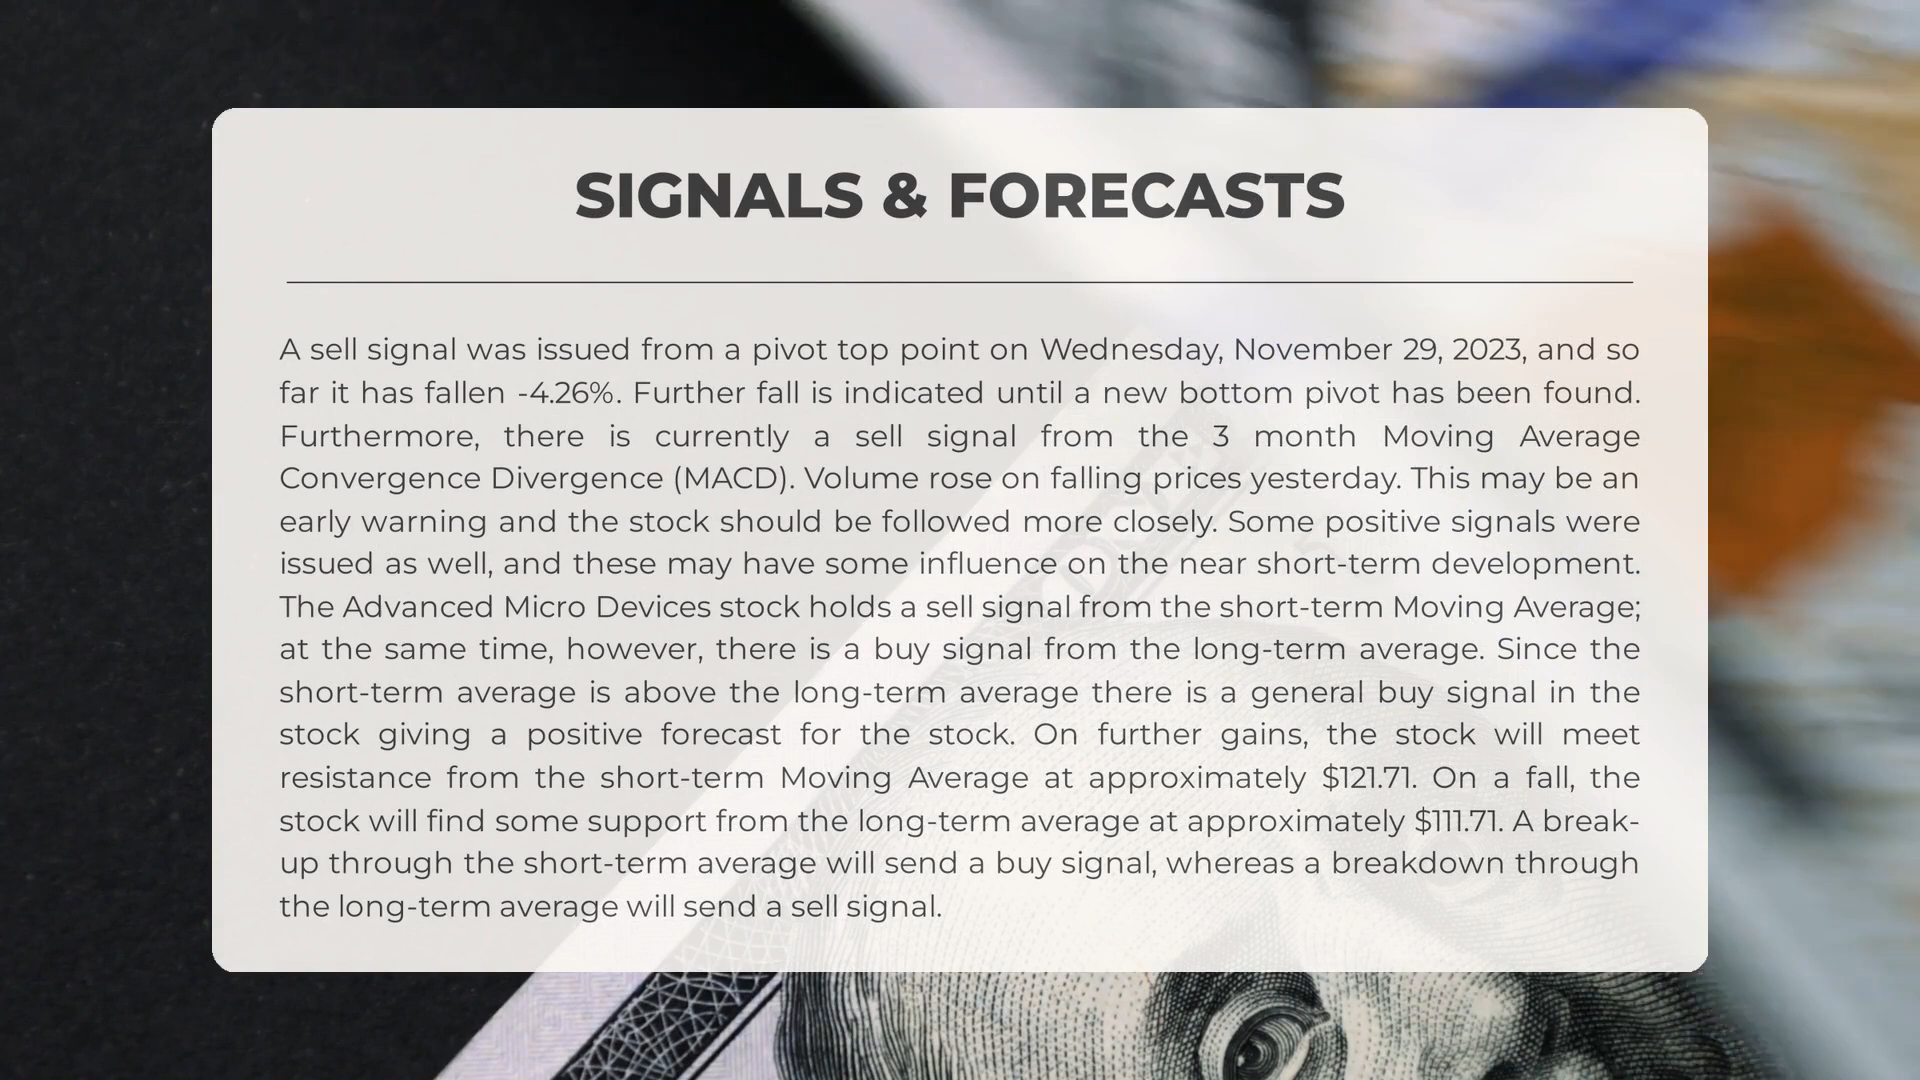 SIGNALS & FORECASTS
A sell signal was issued from a pivot top point on Wednesday, November 29, 2023, and so
far it has fallen -4.26%. Further fall is indicated until a new bottom pivot has been found.
Furthermore, there is currently a sell signal from the 3 month Moving Average
Convergence Divergence (MACD). Volume rose on falling prices yesterday. This may be an
early warning and the stock should be followed more closely. Some positive signals were
issued as well, and these may have some influence on the near short-term development.
The Advanced Micro Devices stock holds a sell signal from the short-term Moving Average;
at the same time, however, there is a buy signal from the long-term average. Since the
short-term average is above the long-term average there is a general buy signal in the
stock giving a positive forecast for the stock. On further gains, the stock will meet
resistance from the short-term Moving Average at approximately $121.71. On a fall, the
stock will find some support from the long-term average at approximately $111.71. A break-
up through the short-term average will send a buy signal, whereas a breakdown through
the long-term average will send a sell signal.